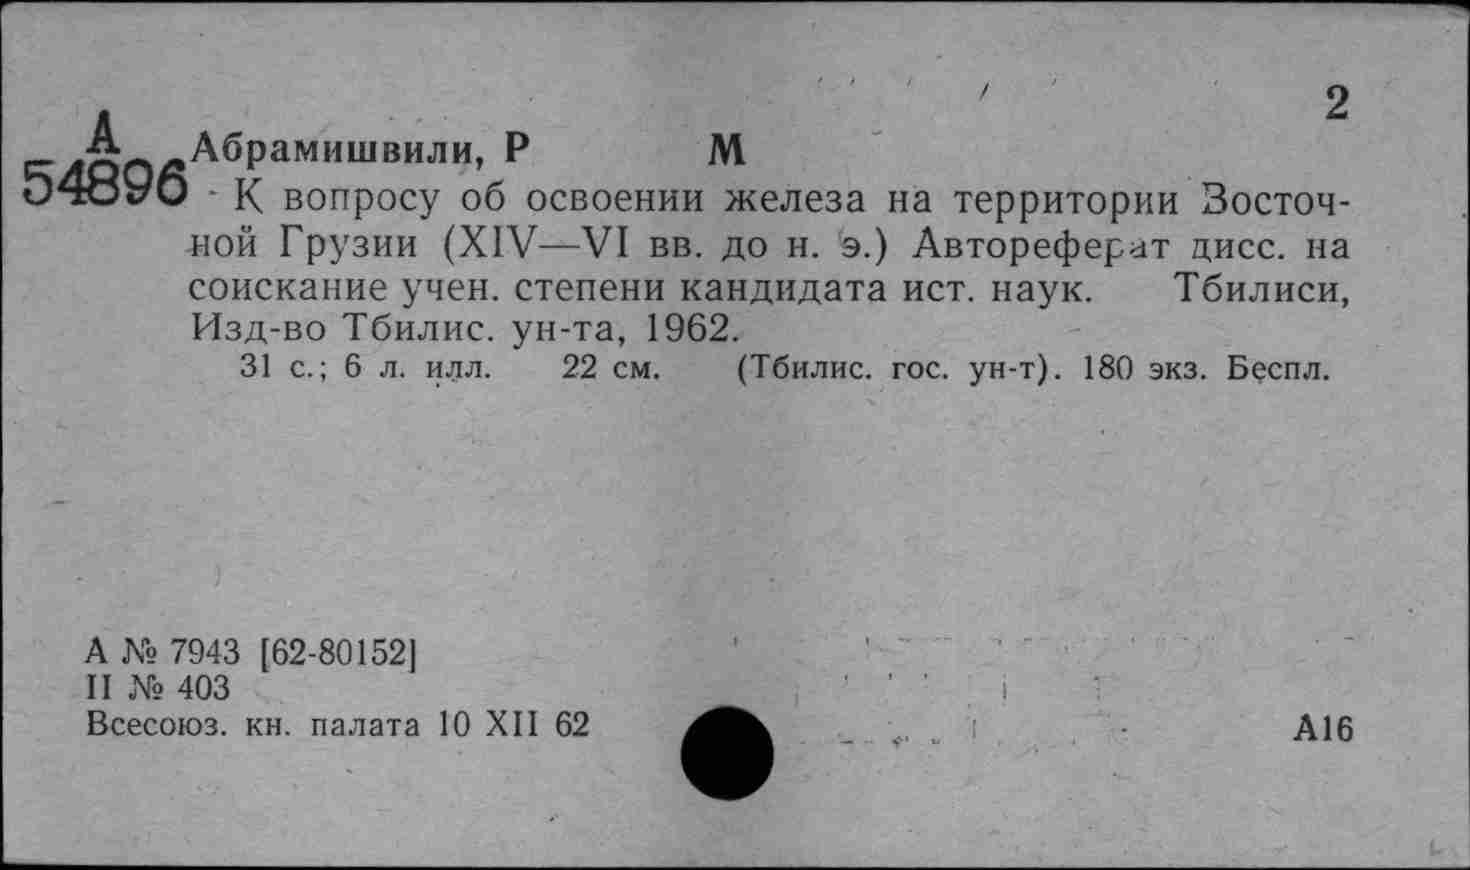 2
А
54896
Абрамишвили, Р М
К вопросу об освоении железа на территории Восточ-
ной Грузии (XIV—VI вв. до н. э.) Автореферат дисс. на
соискание учен. степени кандидата ист. наук. Тбилиси,
Изд-во Тбилис. ун-та, 1962.
31 с.; 6 л. илл. 22 см. (Тбилис. гос. ун-т). 180 экз. Беспл.
А № 7943 [62-80152]
II № 403
Всесоюз. кн. палата 10 XII 62
А16